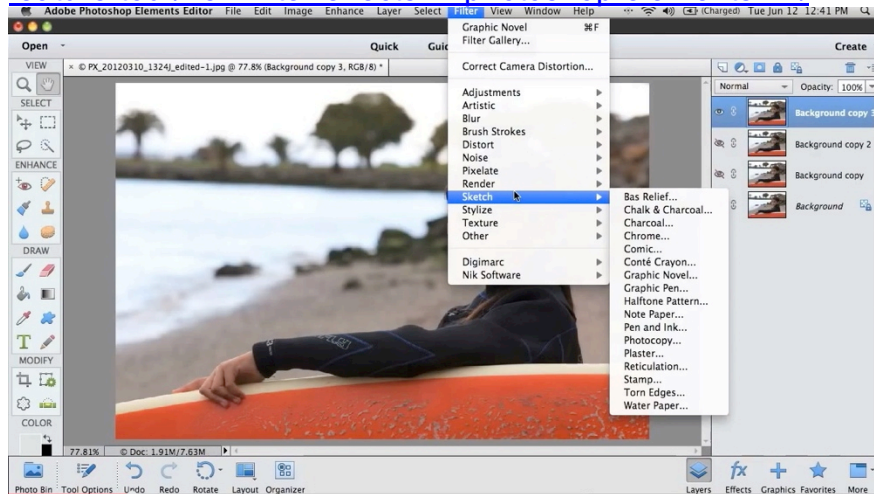 Adobe Photoshop Elements Editor File Edit Image Enhance Layer Select Filter View Window Help (Charged) Tue Jun 12 12:41 PM
Open Quick Create
VIEW
× © PX_20120310_1324J_edited-1.jpg @ 77.8% (Background copy 3, RGB/8) *
Graphic Novel ⌘F
Filter Gallery...
Correct Camera Distortion...
Adjustments
Artistic
Blur
Brush Strokes
Distort
Noise
Pixelate
Render
Sketch
Stylize
Texture
Other
Digimarc
Nik Software
Bas Relief...
Chalk & Charcoal...
Charcoal...
Chrome...
Comic...
Conté Crayon...
Graphic Novel...
Graphic Pen...
Halftone Pattern...
Note Paper...
Pen and Ink...
Photocopy...
Plaster...
Reticulation...
Stamp...
Torn Edges...
Water Paper...
Normal Opacity: 100%
Background copy 3
Background copy 2
Background copy
Background
SELECT
ENHANCE
DRAW
T
MODIFY
COLOR
77.81% © Doc: 1.91M/7.63M
Photo Bin Tool Options Undo Redo Rotate Layout Organizer Layers Effects Graphics Favorites More